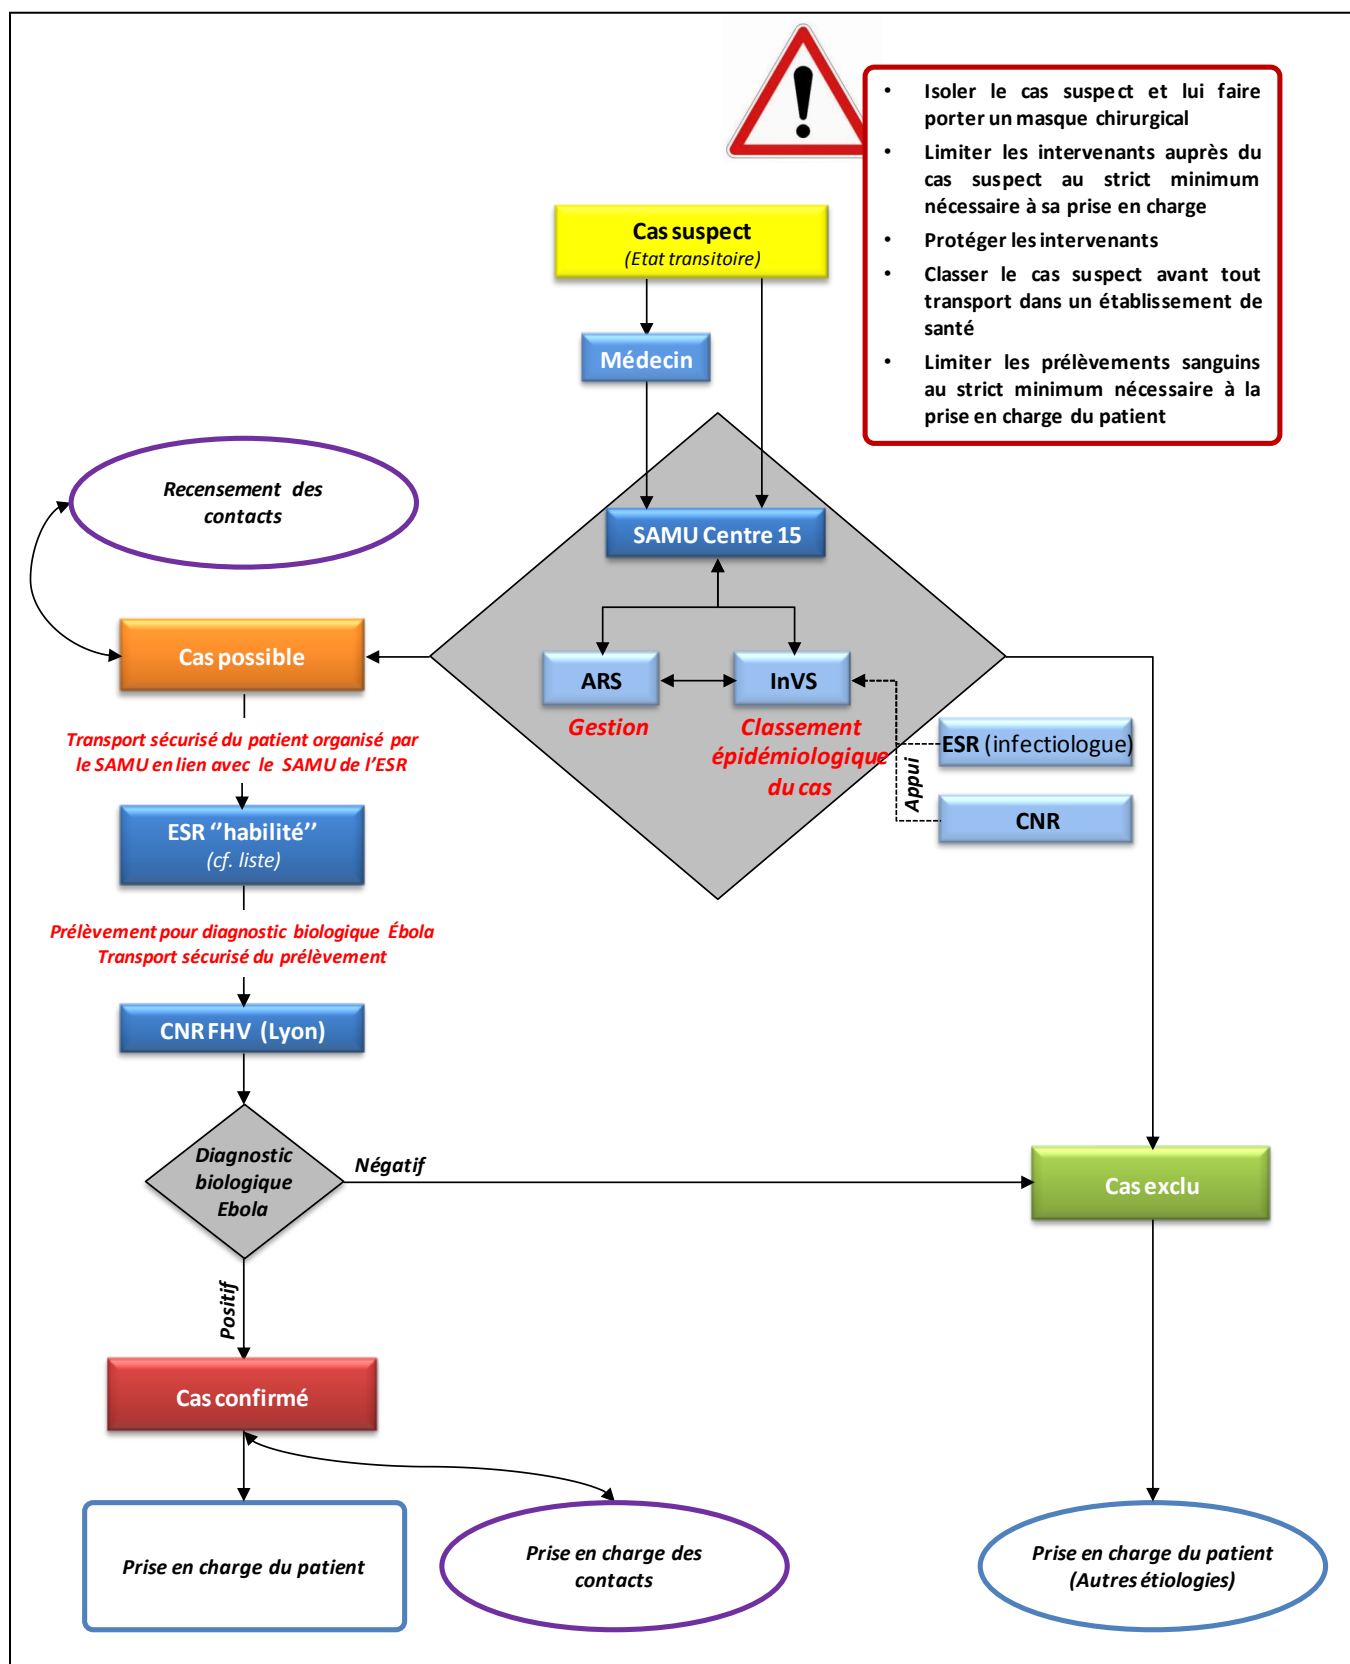 • Isoler le cas suspect et lui faire
porter un masque chirurgical
• Limiter les intervenants auprès du
cas suspect au strict minimum
nécessaire à sa prise en charge
• Protéger les intervenants
• Classer le cas suspect avant tout
transport dans un établissement de
santé
• Limiter les prélèvements sanguins
au strict minimum nécessaire à la
prise en charge du patient
Cas suspect
(Etat transitoire)
Médecin
SAMU Centre 15
Recensement des
contacts
Cas possible
ARS
InVS
Gestion
Classement
épidémiologique
du cas
ESR (infectiologue)
Appui
CNR
Transport sécurisé du patient organisé par
le SAMU en lien avec le SAMU de l’ESR
ESR ‘’habilité’’
(cf. liste)
Prélèvement pour diagnostic biologique Ébola
Transport sécurisé du prélèvement
CNR FHV (Lyon)
Diagnostic
biologique
Ebola
Négatif
Cas exclu
Positif
Cas confirmé
Prise en charge du patient
Prise en charge des
contacts
Prise en charge du patient
(Autres étiologies)